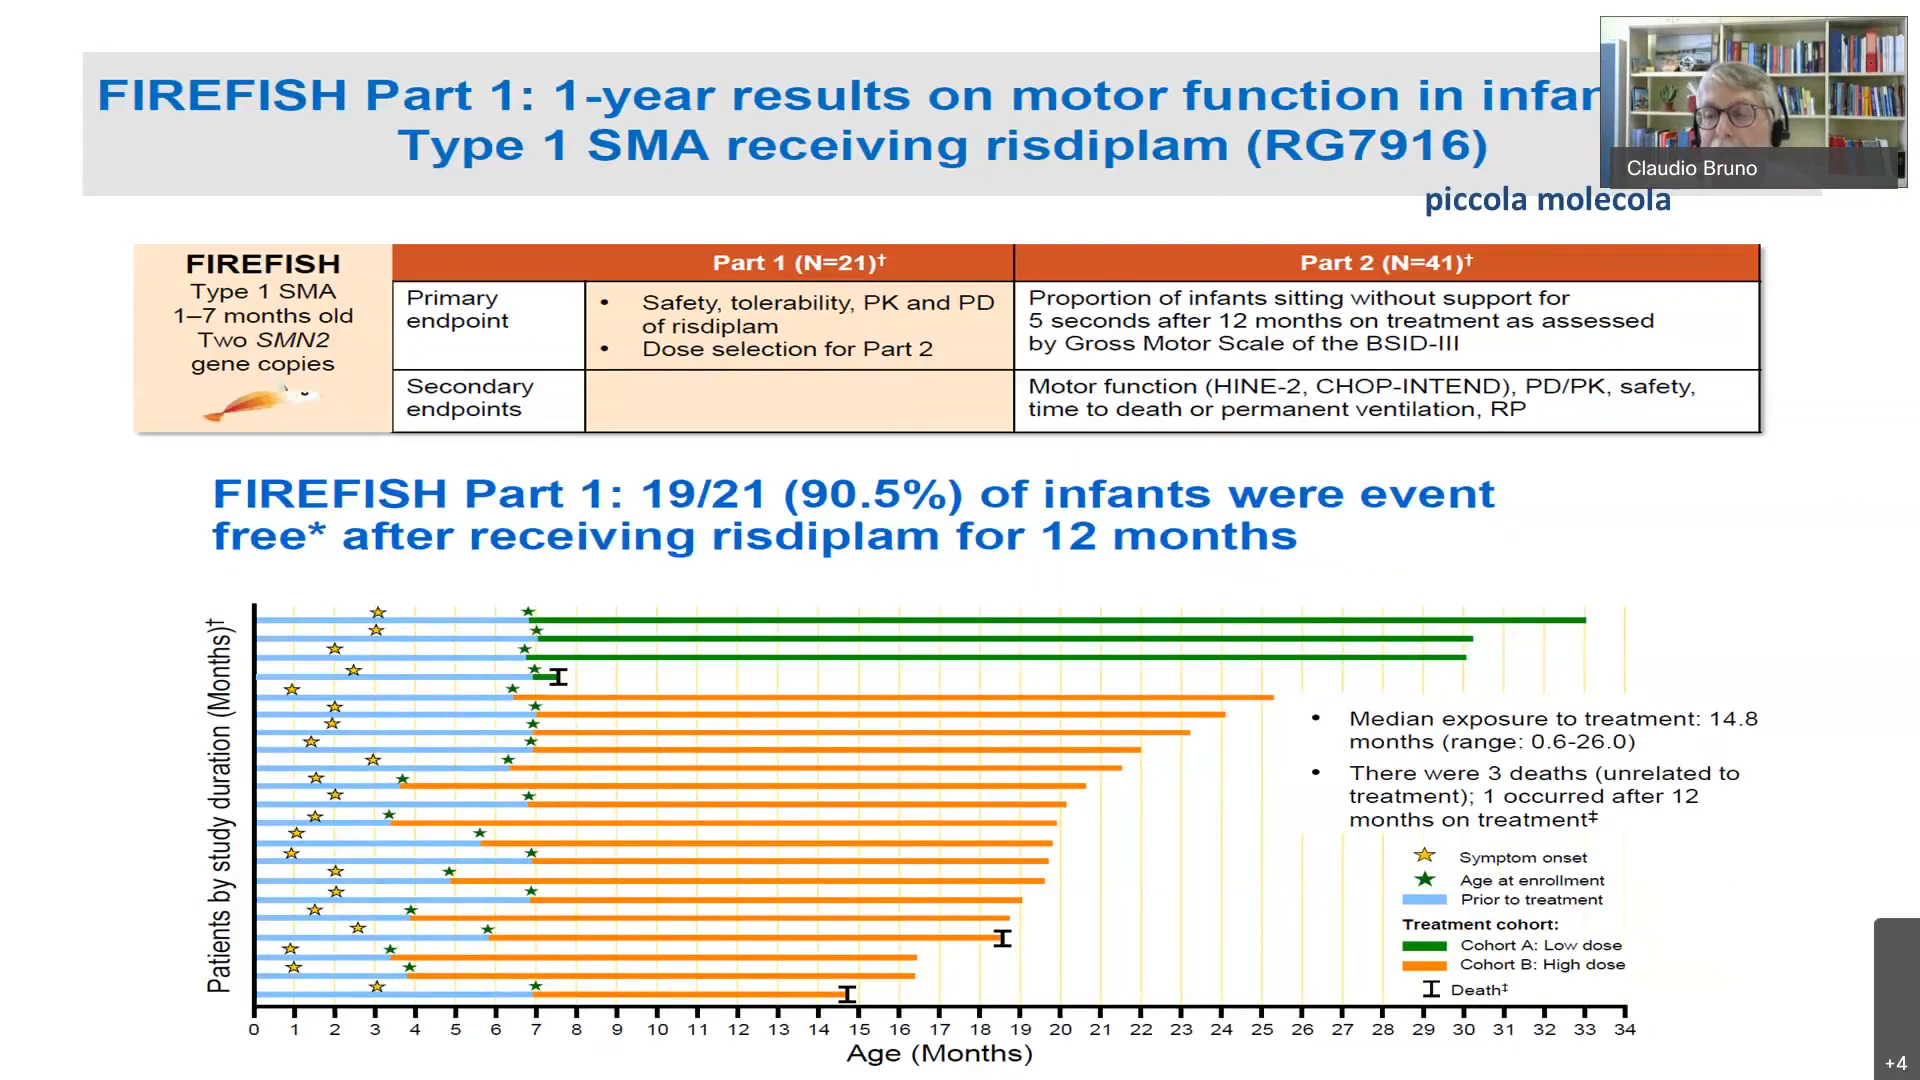 FIREFISH Part 1: 1-year results on motor function in infan
Type 1 SMA receiving risdiplam (RG7916)
Claudio Bruno
piccola molecola
FIREFISH
Type 1 SMA
1–7 months old
Two SMN2
gene copies
Part 1 (N=21)†
Part 2 (N=41)†
Primary
endpoint
• Safety, tolerability, PK and PD
of risdiplam
• Dose selection for Part 2
Proportion of infants sitting without support for
5 seconds after 12 months on treatment as assessed
by Gross Motor Scale of the BSID-III
Secondary
endpoints
Motor function (HINE-2, CHOP-INTEND), PD/PK, safety,
time to death or permanent ventilation, RP
FIREFISH Part 1: 19/21 (90.5%) of infants were event
free* after receiving risdiplam for 12 months
Patients by study duration (Months)†
• Median exposure to treatment: 14.8
months (range: 0.6-26.0)
• There were 3 deaths (unrelated to
treatment); 1 occurred after 12
months on treatment‡
Symptom onset
Age at enrollment
Prior to treatment
Treatment cohort:
Cohort A: Low dose
Cohort B: High dose
Death‡
0 1 2 3 4 5 6 7 8 9 10 11 12 13 14 15 16 17 18 19 20 21 22 23 24 25 26 27 28 29 30 31 32 33 34
Age (Months)
+4